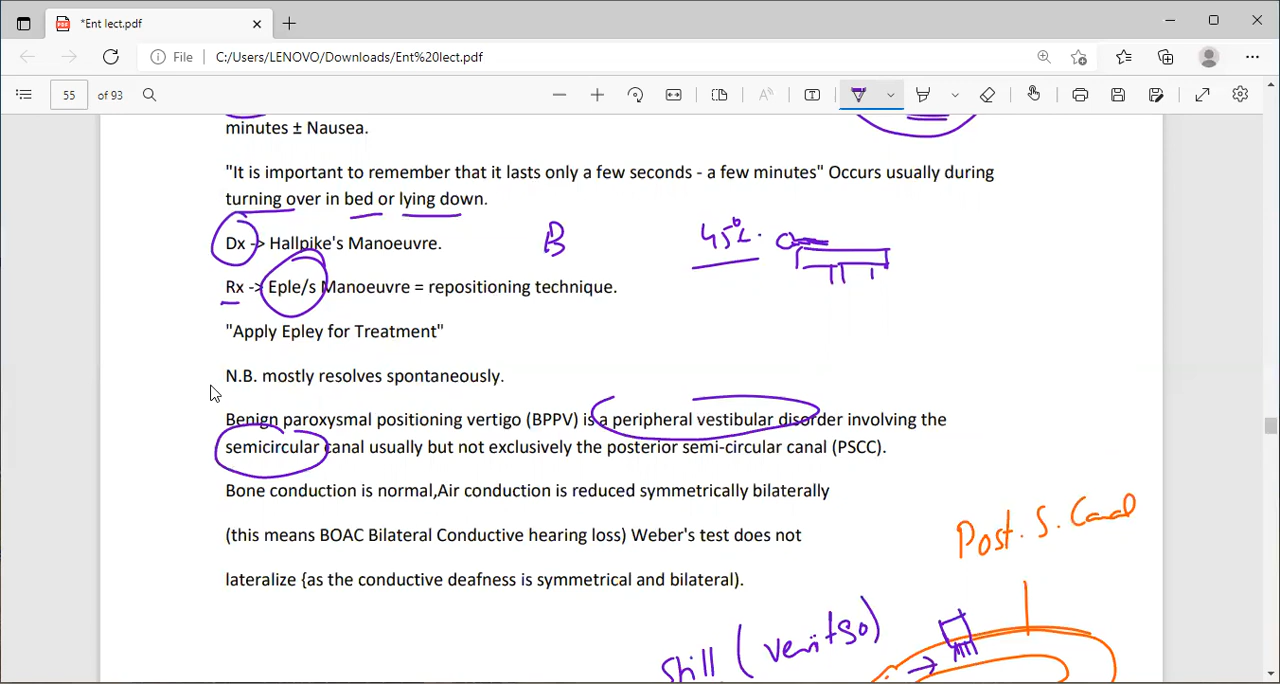 *Ent lect.pdf
File
C:/Users/LENOVO/Downloads/Ent%20lect.pdf
55 of 93
minutes ± Nausea.
"It is important to remember that it lasts only a few seconds - a few minutes" Occurs usually during
turning over in bed or lying down.
Dx -> Hallpike's Manoeuvre.
B
45°
Rx -> Eple/s Manoeuvre = repositioning technique.
"Apply Epley for Treatment"
N.B. mostly resolves spontaneously.
Benign paroxysmal positioning vertigo (BPPV) is a peripheral vestibular disorder involving the
semicircular canal usually but not exclusively the posterior semi-circular canal (PSCC).
Bone conduction is normal,Air conduction is reduced symmetrically bilaterally
(this means BOAC Bilateral Conductive hearing loss) Weber's test does not
Post. S. Canal
lateralize {as the conductive deafness is symmetrical and bilateral).
still (